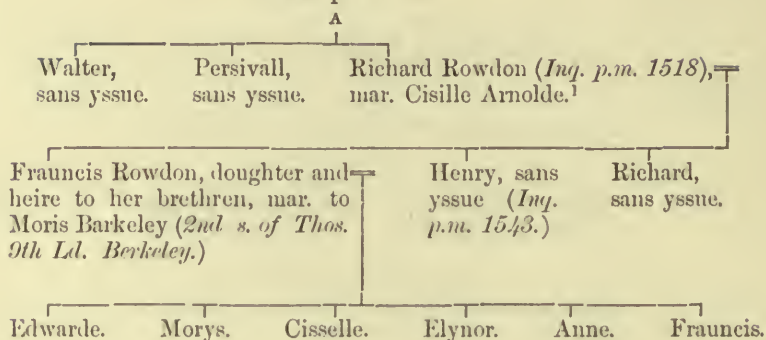 A
Walter, Persivall, Richard Rowdon (Inq. p.m. 1518),
sans yssue. sans yssue. mar. Cisille Arnolde.¹
Frauncis Rowdon, doughter and Henry, sans Richard,
heire to her brethren, mar. to yssue (Inq. sans yssue.
Moris Barkeley (2nd s. of Thos. p.m. 1543.)
9th Ld. Berkeley.)
Edwarde. Morys. Cisselle. Elynor. Anne. Frauncis.